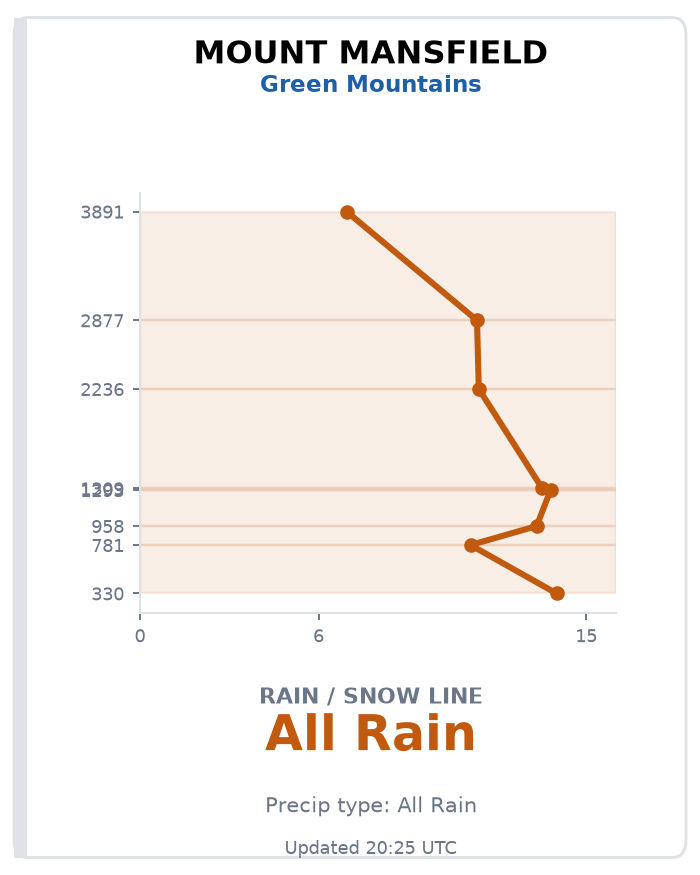 MOUNT MANSFIELD
Green Mountains
3891
2877
2236
958
781
330
0 6 15
RAIN / SNOW LINE
All Rain
Precip type: All Rain
Updated 20:25 UTC